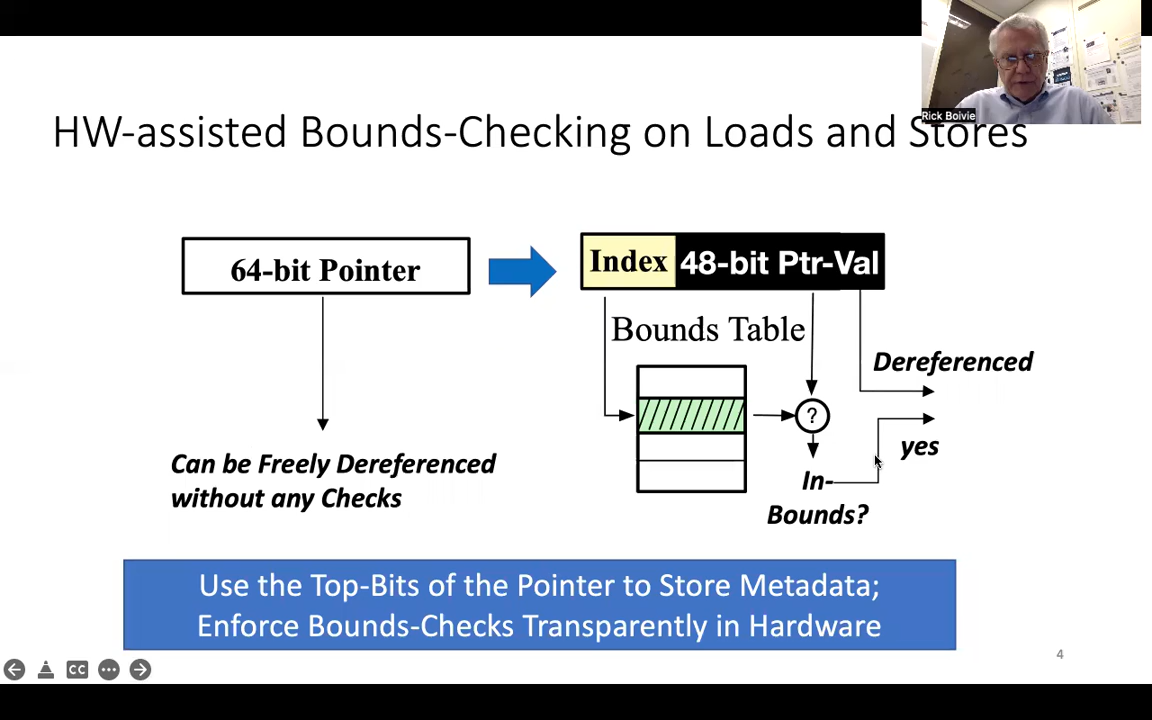 Rick Boivie
HW-assisted Bounds-Checking on Loads and Stores
64-bit Pointer
Index 48-bit Ptr-Val
Bounds Table
Dereferenced
?
yes
Can be Freely Dereferenced
without any Checks
In-
Bounds?
Use the Top-Bits of the Pointer to Store Metadata;
Enforce Bounds-Checks Transparently in Hardware
4
CC